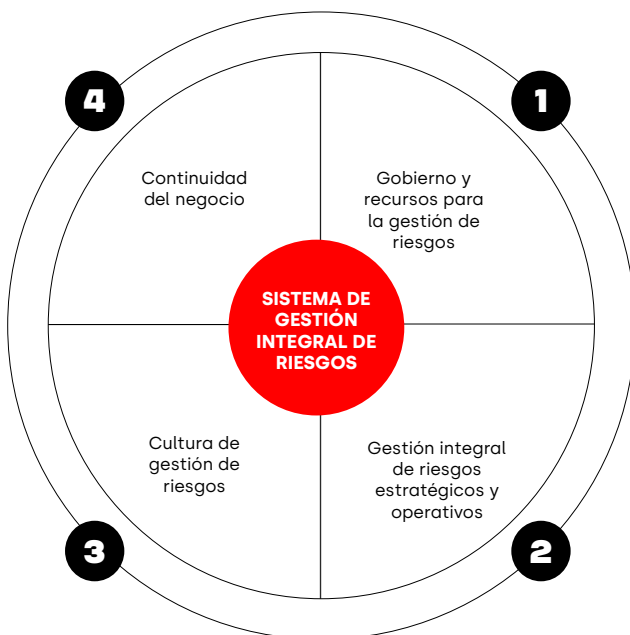 4
1
Continuidad
del negocio
Gobierno y
recursos para
la gestión de
riesgos
SISTEMA DE
GESTIÓN
INTEGRAL DE
RIESGOS
Cultura de
gestión de
riesgos
Gestión integral
de riesgos
estratégicos y
operativos
3
2